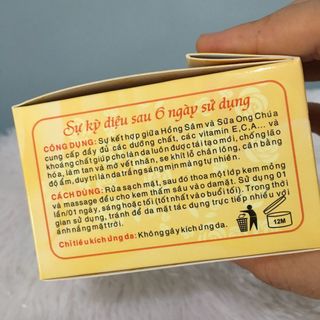 Sự kỳ diệu sau 6 ngày sử dụng
CÔNG DỤNG: Sự kết hợp giữa Hồng Sâm và Sữa Ong Chúa
cung cấp đầy đủ các dưỡng chất, các vitamin E,C,A... và
khoáng chất giúp cho làn da luôn được tái tạo mới, chống lão
hóa, làm tan và mờ vết nhăn, se khít lỗ chân lông, cân bằng
độ ẩm, duy trì làn da trắng sáng mịn màng tự nhiên.
CÁCH DÙNG: Rửa sạch mặt, sau đó thoa một lớp kem mỏng
và massage đều cho kem thấm sâu vào da mặt. Sử dụng 01
lần/01 ngày, sáng hoặc tối (tốt nhất vào buổi tối). Trong thời
gian sử dụng, tránh để da mặt tác dụng trực tiếp nhiều với
ánh nắng mặt trời.
Chỉ tiêu kích ứng da: Không gây kích ứng da.
12M